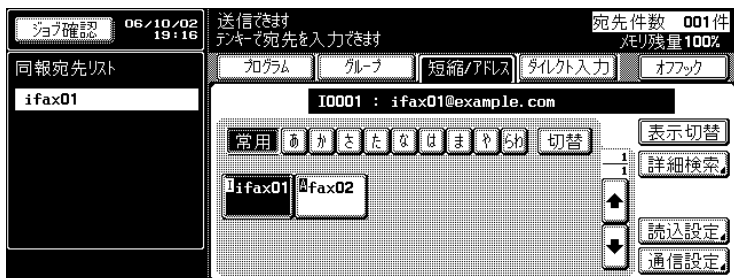 ジョブ確認
06/10/02
19:16
送信できます
テンキーで宛先を入力できます
宛先件数 001件
メモリ残量100%
同報宛先リスト
ifax01
プログラム グループ 短縮/アドレス ダイレクト入力 オフフック
I0001 : ifax01@example.com
常用 あ か さ た な は ま や らわ 切替
表示切替
1
1
詳細検索
I ifax01 A fax02
↑
↓
読込設定
通信設定